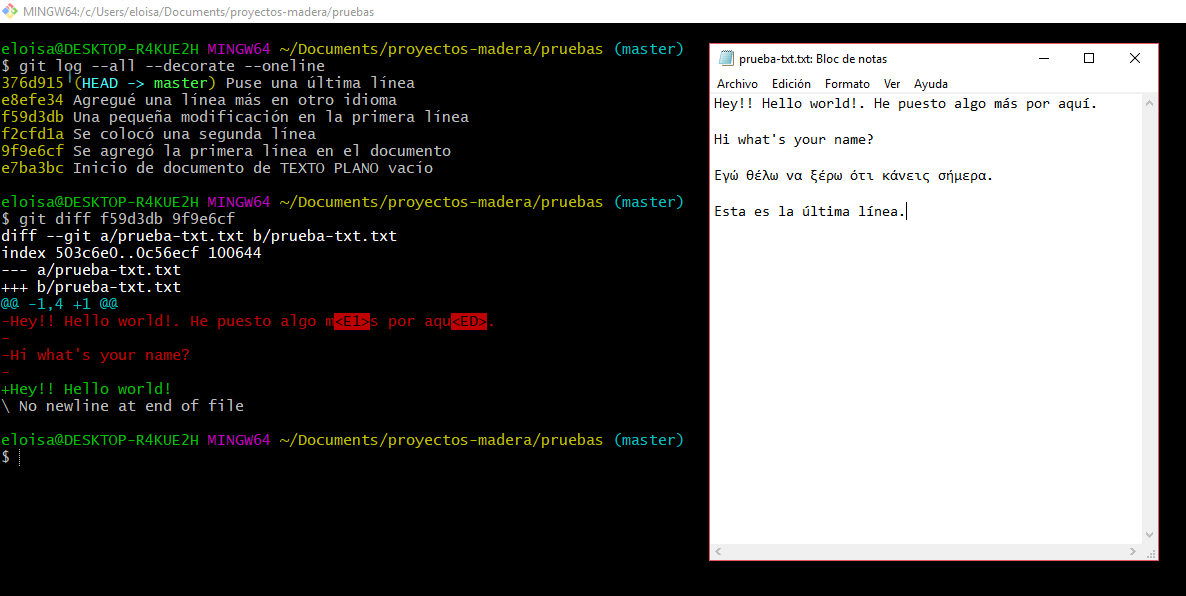 MINGW64:/c/Users/eloisa/Documents/proyectos-madera/pruebas
eloisa@DESKTOP-R4KUE2H MINGW64 ~/Documents/proyectos-madera/pruebas (master)
$ git log --all --decorate --oneline
376d915 (HEAD -> master) Puse una última línea
e8efe34 Agregué una línea más en otro idioma
f59d3db Una pequeña modificación en la primera línea
f2cfd1a Se colocó una segunda línea
9f9e6cf Se agregó la primera línea en el documento
e7ba3bc Inicio de documento de TEXTO PLANO vacío
eloisa@DESKTOP-R4KUE2H MINGW64 ~/Documents/proyectos-madera/pruebas (master)
$ git diff f59d3db 9f9e6cf
diff --git a/prueba-txt.txt b/prueba-txt.txt
index 503c6e0..0c56ecf 100644
--- a/prueba-txt.txt
+++ b/prueba-txt.txt
@@ -1,4 +1 @@
-Hey!! Hello world!. He puesto algo m<E1>s por aqu<ED>.
-
-Hi what's your name?
-
+Hey!! Hello world!
\ No newline at end of file
eloisa@DESKTOP-R4KUE2H MINGW64 ~/Documents/proyectos-madera/pruebas (master)
$
prueba-txt.txt: Bloc de notas
Archivo Edición Formato Ver Ayuda
Hey!! Hello world!. He puesto algo más por aquí.
Hi what's your name?
Εγώ θέλω να ξέρω ότι κάνεις σήμερα.
Esta es la última línea.